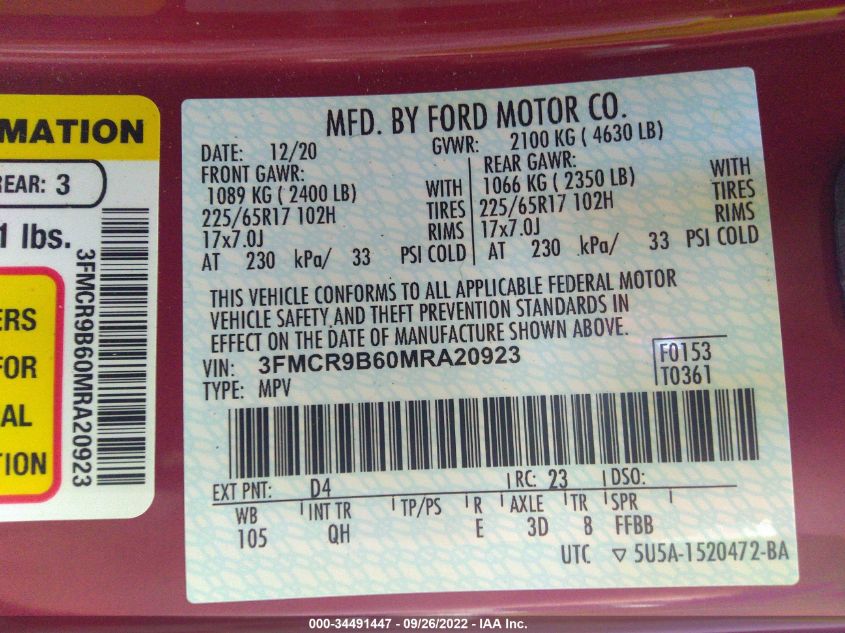 MATION
REAR: 3
1 lbs.
3FMCR9B60MRA20923
ERS
FOR
AL
TION
MFD. BY FORD MOTOR CO.
DATE: 12/20 GVWR: 2100 KG ( 4630 LB)
FRONT GAWR: REAR GAWR:
1089 KG ( 2400 LB) WITH 1066 KG ( 2350 LB) WITH
225/65R17 102H TIRES 225/65R17 102H TIRES
17x7.0J RIMS 17x7.0J RIMS
AT 230 kPa/ 33 PSI COLD AT 230 kPa/ 33 PSI COLD
THIS VEHICLE CONFORMS TO ALL APPLICABLE FEDERAL MOTOR
VEHICLE SAFETY AND THEFT PREVENTION STANDARDS IN
EFFECT ON THE DATE OF MANUFACTURE SHOWN ABOVE.
VIN: 3FMCR9B60MRA20923 F0153
TYPE: MPV T0361
EXT PNT: D4 RC: 23 DSO:
WB INT TR TP/PS R AXLE TR SPR
105 QH E 3D 8 FFBB
UTC ▽ 5U5A-1520472-BA
000-34491447 — 09/26/2022 — IAA Inc.